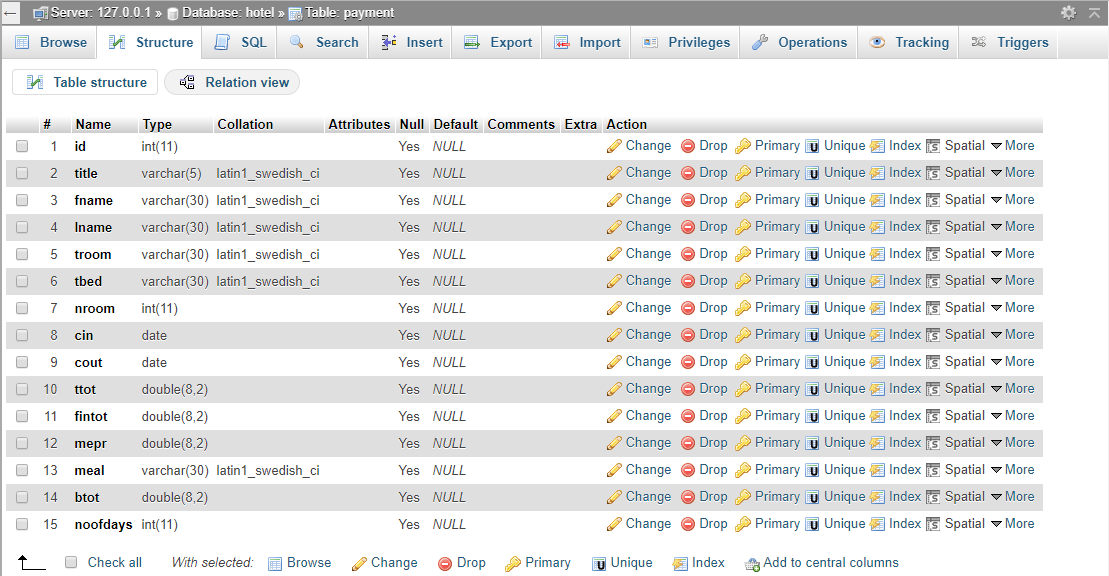 Server: 127.0.0.1 » Database: hotel » Table: payment
Browse Structure SQL Search Insert Export Import Privileges Operations Tracking Triggers
Table structure Relation view
# Name Type Collation Attributes Null Default Comments Extra Action
1 id int(11) Yes NULL Change Drop Primary Unique Index Spatial More
2 title varchar(5) latin1_swedish_ci Yes NULL Change Drop Primary Unique Index Spatial More
3 fname varchar(30) latin1_swedish_ci Yes NULL Change Drop Primary Unique Index Spatial More
4 lname varchar(30) latin1_swedish_ci Yes NULL Change Drop Primary Unique Index Spatial More
5 troom varchar(30) latin1_swedish_ci Yes NULL Change Drop Primary Unique Index Spatial More
6 tbed varchar(30) latin1_swedish_ci Yes NULL Change Drop Primary Unique Index Spatial More
7 nroom int(11) Yes NULL Change Drop Primary Unique Index Spatial More
8 cin date Yes NULL Change Drop Primary Unique Index Spatial More
9 cout date Yes NULL Change Drop Primary Unique Index Spatial More
10 ttot double(8,2) Yes NULL Change Drop Primary Unique Index Spatial More
11 fintot double(8,2) Yes NULL Change Drop Primary Unique Index Spatial More
12 mepr double(8,2) Yes NULL Change Drop Primary Unique Index Spatial More
13 meal varchar(30) latin1_swedish_ci Yes NULL Change Drop Primary Unique Index Spatial More
14 btot double(8,2) Yes NULL Change Drop Primary Unique Index Spatial More
15 noofdays int(11) Yes NULL Change Drop Primary Unique Index Spatial More
Check all With selected: Browse Change Drop Primary Unique Index Add to central columns